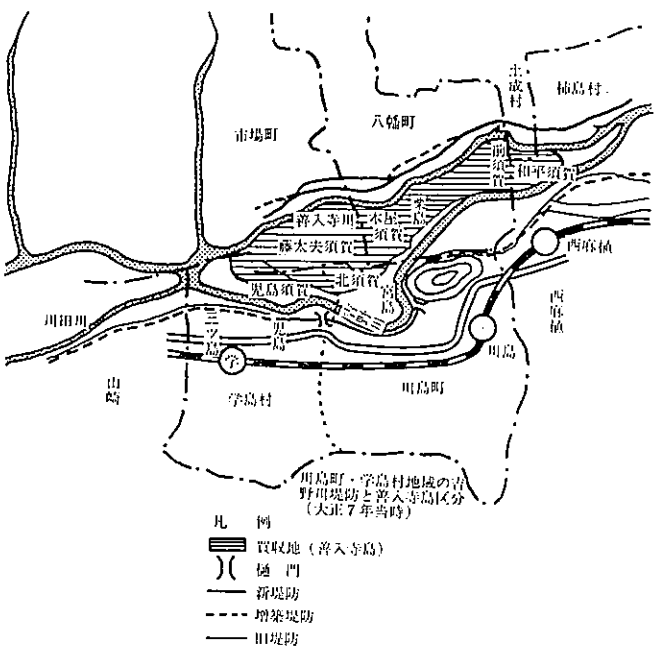 土成村
柿島村
八幡町
市場町
前須賀
和平須賀
粟島
善入寺川
木屋須賀
藤太夫須賀
北須賀
宮島
児島須賀
西麻植
西麻植
川田川
三ツ島
児島
川島
学
山崎
学島村
川島町
川島町・学島村地域の吉
野川堤防と善入寺島区分
(大正7年当時)
凡 例
買収地(善入寺島)
樋 門
新堤防
増築堤防
旧堤防